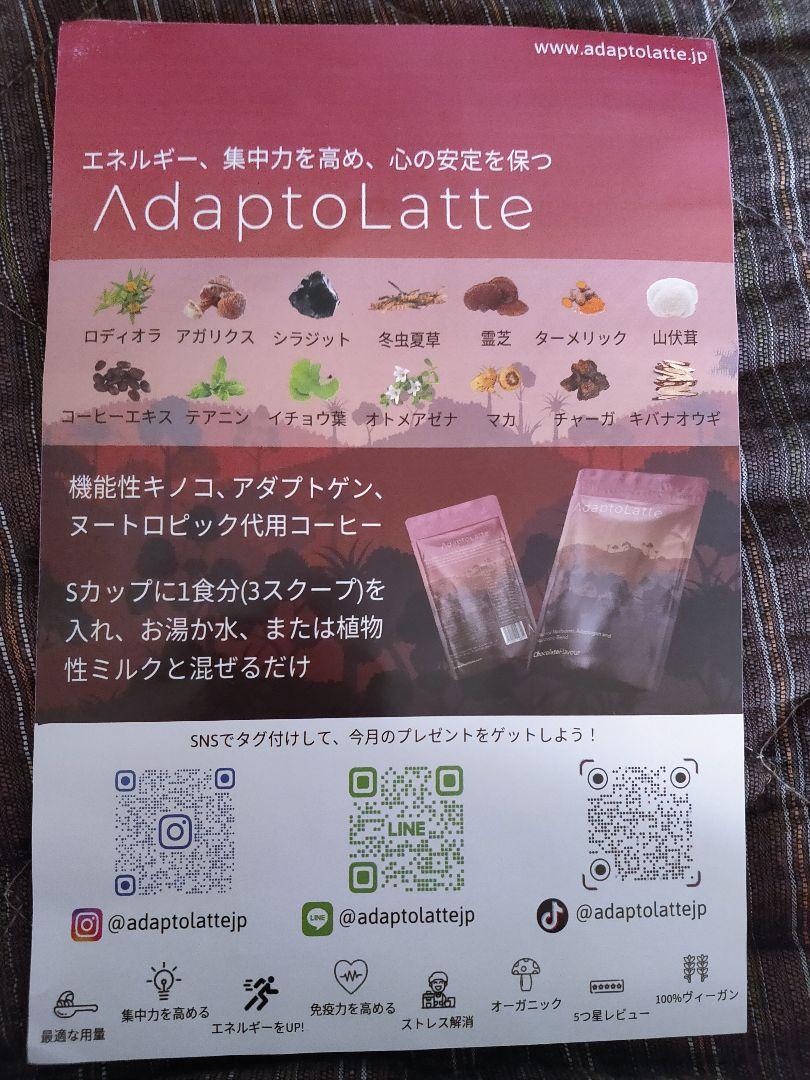 www.adaptolatte.jp
エネルギー、集中力を高め、心の安定を保つ
AdaptoLatte
ロディオラ アガリクス シラジット 冬虫夏草 霊芝 ターメリック 山伏茸
コーヒーエキス テアニン イチョウ葉 オトメアゼナ マカ チャーガ キバナオウギ
機能性キノコ、アダプトゲン、
ヌートロピック代用コーヒー
Sカップに1食分(3スクープ)を
入れ、お湯か水、または植物
性ミルクと混ぜるだけ
AdaptoLatte
AdaptoLatte
Chocolate Flavour
SNSでタグ付けして、今月のプレゼントをゲットしよう！
LINE
@adaptolattejp LINE @adaptolattejp @adaptolattejp
最適な用量 集中力を高める エネルギーをUP! 免疫力を高める ストレス解消 オーガニック 5つ星レビュー 100%ヴィーガン